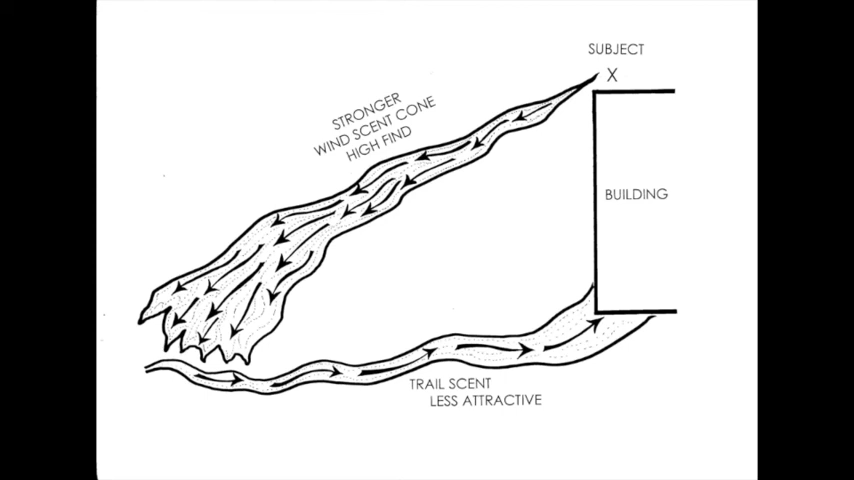 SUBJECT
X
STRONGER
WIND SCENT CONE
HIGH FIND
BUILDING
TRAIL SCENT
LESS ATTRACTIVE